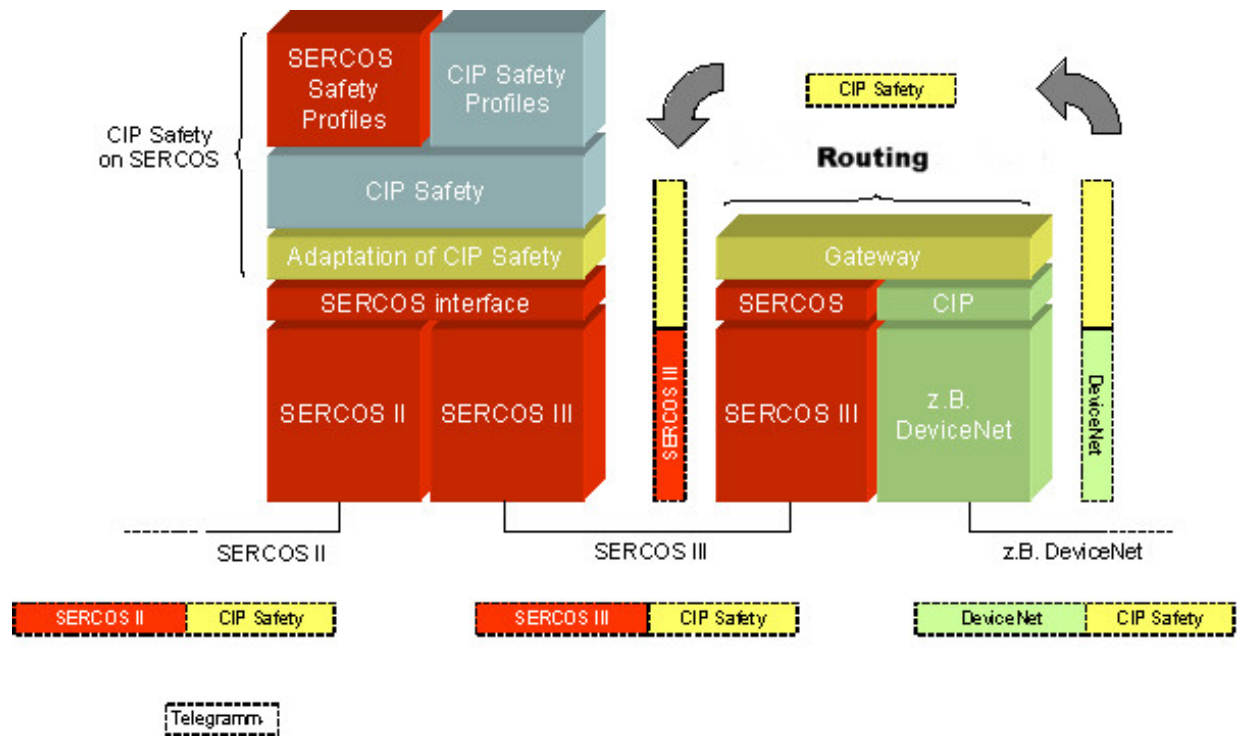 SERCOS
Safety
Profiles
CIP Safety
Profiles
CIP Safety
on SERCOS
CIP Safety
Adaptation of CIP Safety
SERCOS interface
SERCOS II
SERCOS III
CIP Safety
Routing
SERCOS III
Gateway
SERCOS
CIP
SERCOS III
z.B.
DeviceNet
DeviceNet
SERCOS II
SERCOS III
z.B. DeviceNet
SERCOS II
CIP Safety
SERCOS III
CIP Safety
DeviceNet
CIP Safety
Telegramm